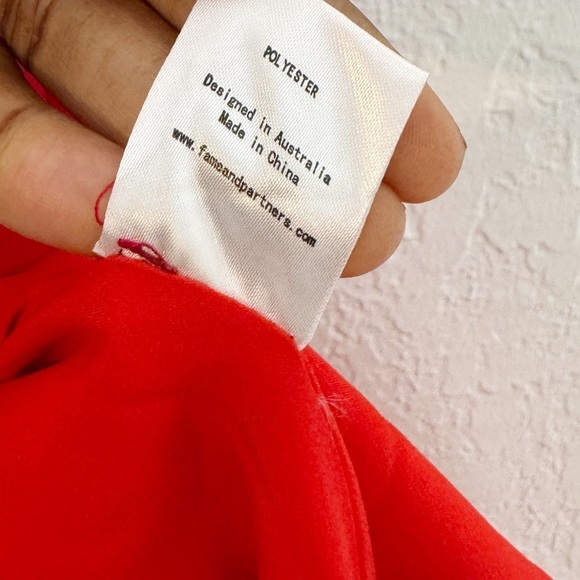 POLYESTER
Designed in Australia
Made in China
www.fameandpartners.com